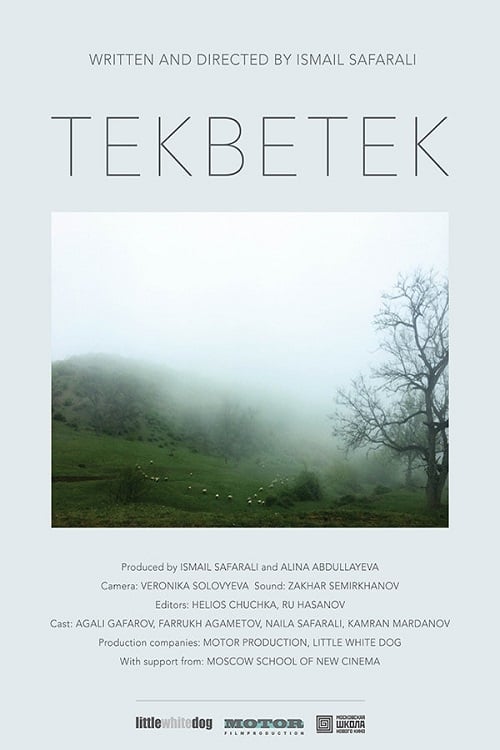 WRITTEN AND DIRECTED BY ISMAIL SAFARALI
TEKBETEK
Produced by ISMAIL SAFARALI and ALINA ABDULLAYEVA
Camera: VERONIKA SOLOVYEVA Sound: ZAKHAR SEMIRKHANOV
Editors: HELIOS CHUCHKA, RU HASANOV
Cast: AGALI GAFAROV, FARRUKH AGAMETOV, NAILA SAFARALI, KAMRAN MARDANOV
Production companies: MOTOR PRODUCTION, LITTLE WHITE DOG
With support from: MOSCOW SCHOOL OF NEW CINEMA
littlewhitedog
MOTOR
FILMPRODUCTION
МОСКОВСКАЯ
ШКОЛА
НОВОГО КИНО